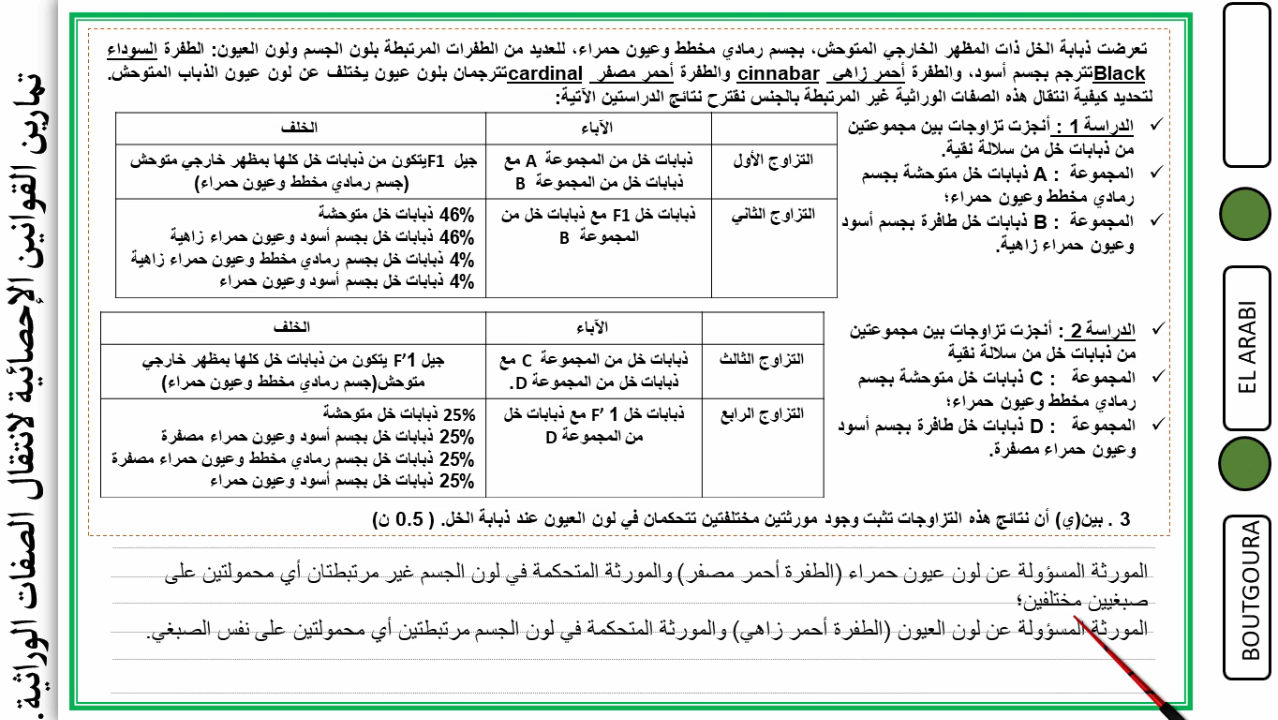 تمارين القوانين الإحصائية لانتقال الصفات الوراثية.
تعرضت ذبابة الخل ذات المظهر الخارجي المتوحش، بجسم رمادي مخطط وعيون حمراء، للعديد من الطفرات المرتبطة بلون الجسم ولون العيون: الطفرة السوداء
Black تترجم بجسم أسود، والطفرة أحمر زاهي cinnabar والطفرة أحمر مصفر cardinal تترجمان بلون عيون يختلف عن لون عيون الذباب المتوحش.
لتحديد كيفية انتقال هذه الصفات الوراثية غير المرتبطة بالجنس نقترح نتائج الدراستين الآتية:
✓ الدراسة 1 : أنجزت تزاوجات بين مجموعتين
من ذبابات خل من سلالة نقية.
✓ المجموعة A : ذبابات خل متوحشة بجسم
رمادي مخطط وعيون حمراء؛
✓ المجموعة B : ذبابات خل طافرة بجسم أسود
وعيون حمراء زاهية.
الآباء
الخلف
التزاوج الأول
ذبابات خل من المجموعة A مع
ذبابات خل من المجموعة B
جيل F1 يتكون من ذبابات خل كلها بمظهر خارجي متوحش
(جسم رمادي مخطط وعيون حمراء)
التزاوج الثاني
ذبابات خل F1 مع ذبابات خل من
المجموعة B
46% ذبابات خل متوحشة
46% ذبابات خل بجسم أسود وعيون حمراء زاهية
4% ذبابات خل بجسم رمادي مخطط وعيون حمراء زاهية
4% ذبابات خل بجسم أسود وعيون حمراء
✓ الدراسة 2 : أنجزت تزاوجات بين مجموعتين
من ذبابات خل من سلالة نقية
✓ المجموعة C : ذبابات خل متوحشة بجسم
رمادي مخطط وعيون حمراء؛
✓ المجموعة D : ذبابات خل طافرة بجسم أسود
وعيون حمراء مصفرة.
الآباء
الخلف
التزاوج الثالث
ذبابات خل من المجموعة C مع
ذبابات خل من المجموعة D.
جيل F’1 يتكون من ذبابات خل كلها بمظهر خارجي
متوحش(جسم رمادي مخطط وعيون حمراء)
التزاوج الرابع
ذبابات خل F’ 1 مع ذبابات خل
من المجموعة D
25% ذبابات خل متوحشة
25% ذبابات خل بجسم أسود وعيون حمراء مصفرة
25% ذبابات خل بجسم رمادي مخطط وعيون حمراء مصفرة
25% ذبابات خل بجسم أسود وعيون حمراء
3 . بين(ي) أن نتائج هذه التزاوجات تثبت وجود مورثتين مختلفتين تتحكمان في لون العيون عند ذبابة الخل. ( 0.5 ن)
المورثة المسؤولة عن لون عيون حمراء (الطفرة أحمر مصفر) والمورثة المتحكمة في لون الجسم غير مرتبطتان أي محمولتين على
صبغيين مختلفين؛
المورثة المسؤولة عن لون العيون (الطفرة أحمر زاهي) والمورثة المتحكمة في لون الجسم مرتبطتين أي محمولتين على نفس الصبغي.
EL ARABI
BOUTGOURA